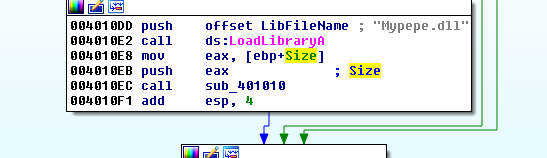 004010DD push    offset LibFileName ; "Mypepe.dll"
004010E2 call    ds:LoadLibraryA
004010E8 mov     eax, [ebp+Size]
004010EB push    eax             ; Size
004010EC call    sub_401010
004010F1 add     esp, 4